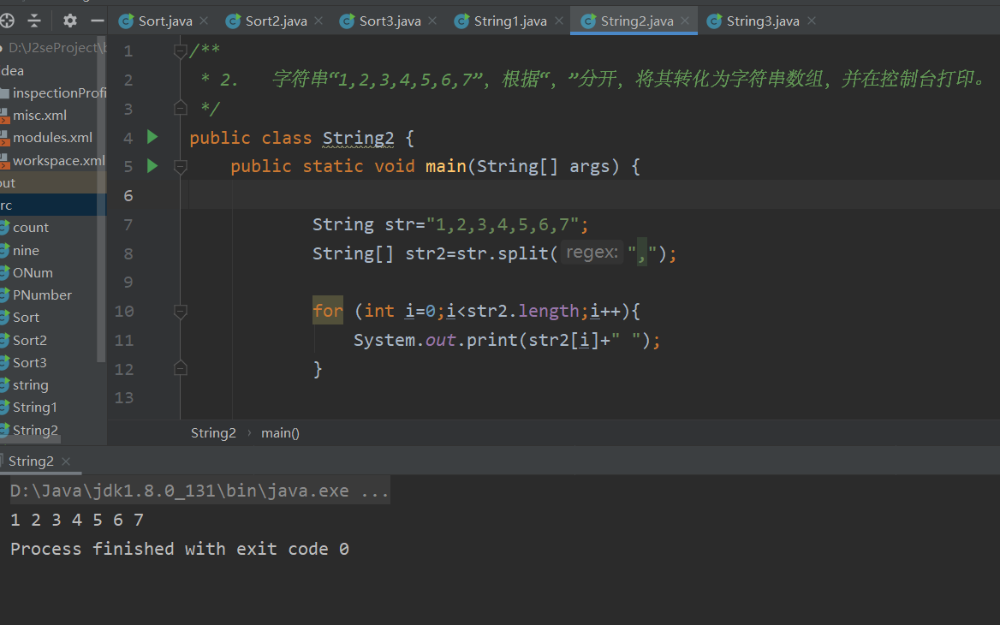 Sort.java Sort2.java Sort3.java String1.java String2.java String3.java
D:\J2seProject\
dea
inspectionProfi
misc.xml
modules.xml
workspace.xml
out
rc
count
nine
ONum
PNumber
Sort
Sort2
Sort3
string
String1
String2
1 /**
2 * 2. 字符串“1,2,3,4,5,6,7”，根据“，”分开，将其转化为字符串数组，并在控制台打印。
3 */
4 public class String2 {
5 public static void main(String[] args) {
6
7 String str="1,2,3,4,5,6,7";
8 String[] str2=str.split( regex: ",");
9
10 for (int i=0;i<str2.length;i++){
11 System.out.print(str2[i]+" ");
12 }
13
String2 › main()
String2
D:\Java\jdk1.8.0_131\bin\java.exe ...
1 2 3 4 5 6 7
Process finished with exit code 0